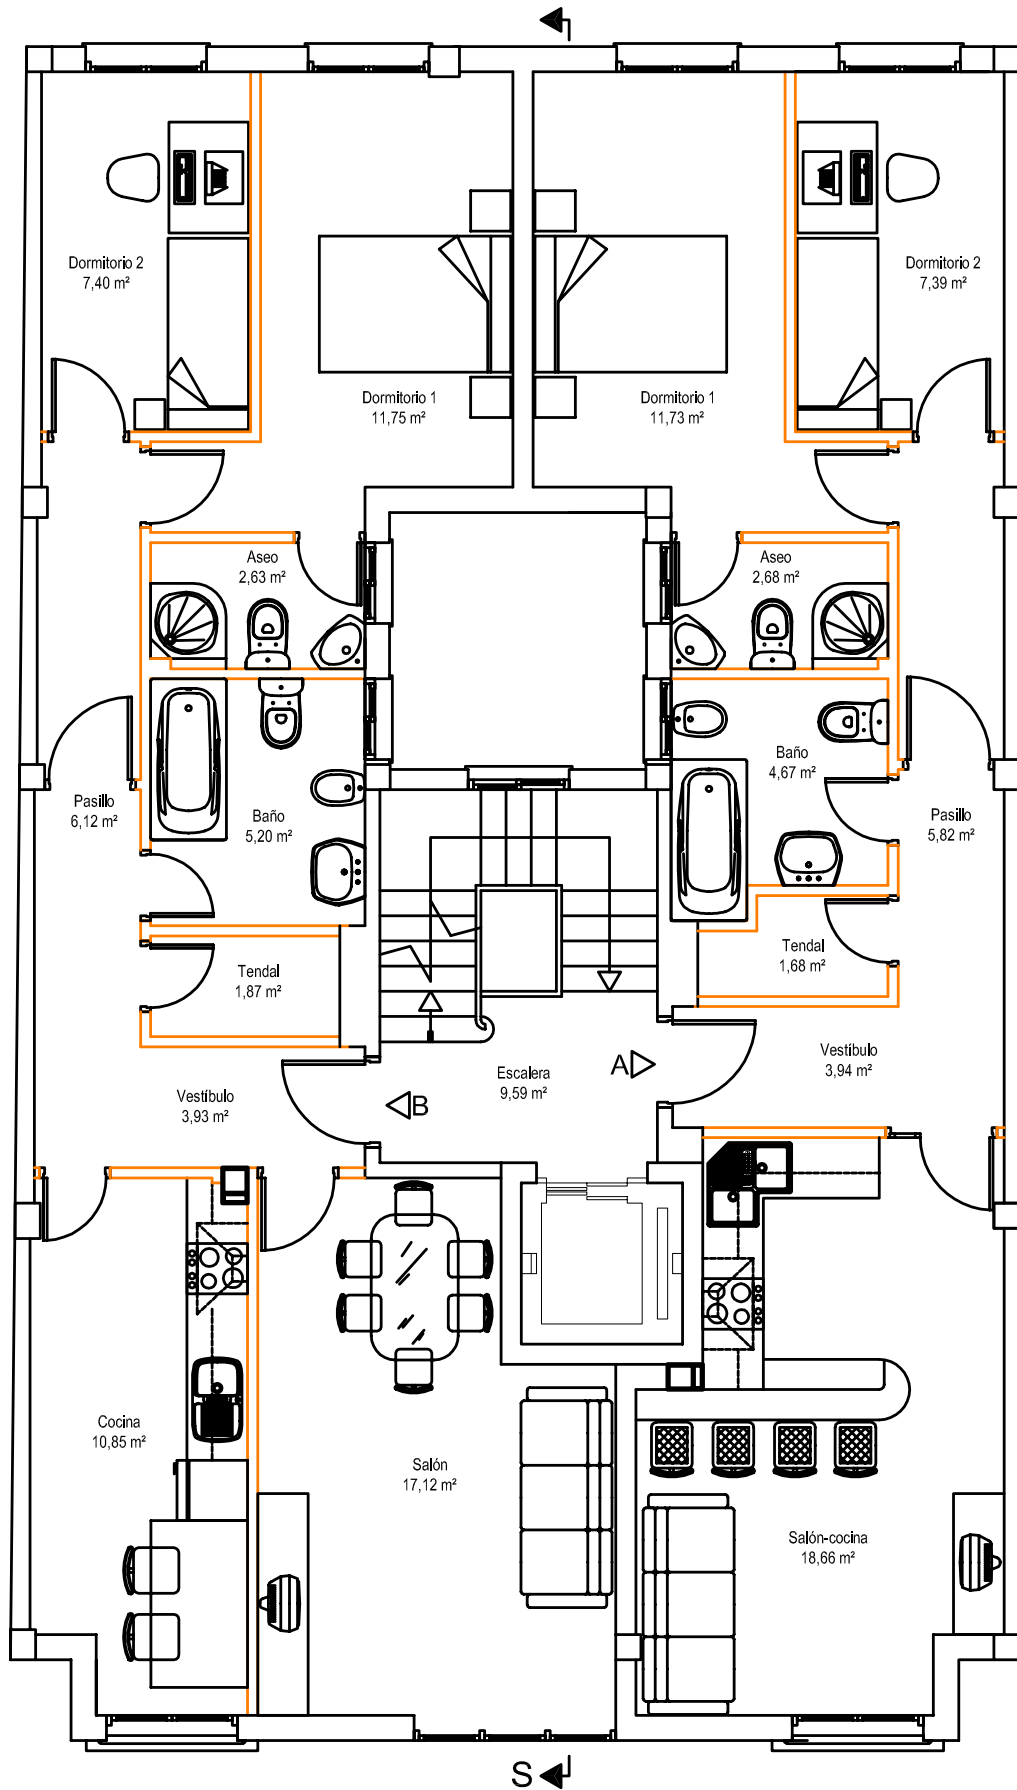 Dormitorio 2
7,40 m²
Dormitorio 2
7,39 m²
Dormitorio 1
11,75 m²
Dormitorio 1
11,73 m²
Aseo
2,63 m²
Aseo
2,68 m²
Baño
4,67 m²
Pasillo
6,12 m²
Baño
5,20 m²
Pasillo
5,82 m²
Tendal
1,87 m²
Tendal
1,68 m²
Escalera
9,59 m²
A
Vestíbulo
3,94 m²
Vestíbulo
3,93 m²
B
Cocina
10,85 m²
Salón
17,12 m²
Salón-cocina
18,66 m²
S